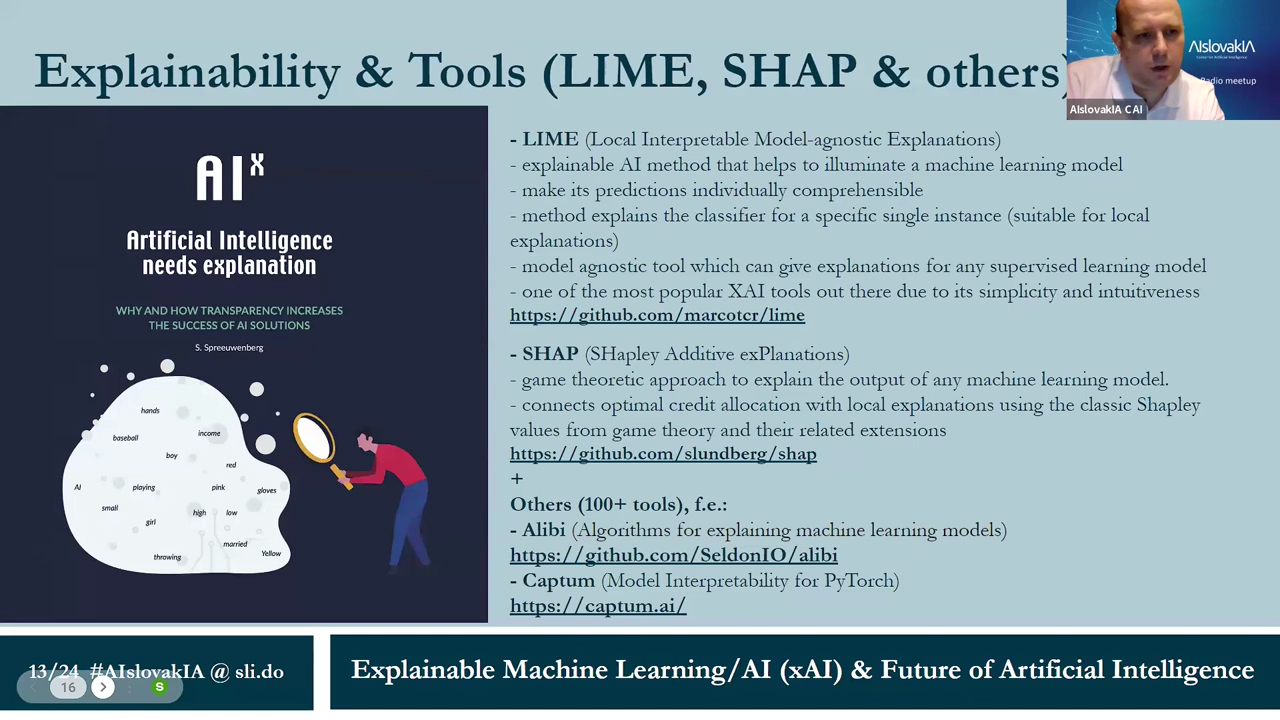 Explainability & Tools (LIME, SHAP & others)
AIslovakIA
Center for Artificial Intelligence
Radio meetup
AIslovakIA CAI
AI^x
Artificial Intelligence
needs explanation
WHY AND HOW TRANSPARENCY INCREASES
THE SUCCESS OF AI SOLUTIONS
S. Spreeuwenberg
hands
baseball
income
boy
red
AI
playing
pink
gloves
small
high
low
girl
married
throwing
Yellow
- LIME (Local Interpretable Model-agnostic Explanations)
- explainable AI method that helps to illuminate a machine learning model
- make its predictions individually comprehensible
- method explains the classifier for a specific single instance (suitable for local
explanations)
- model agnostic tool which can give explanations for any supervised learning model
- one of the most popular XAI tools out there due to its simplicity and intuitiveness
https://github.com/marcotcr/lime
- SHAP (SHapley Additive exPlanations)
- game theoretic approach to explain the output of any machine learning model.
- connects optimal credit allocation with local explanations using the classic Shapley
values from game theory and their related extensions
https://github.com/slundberg/shap
+
Others (100+ tools), f.e.:
- Alibi (Algorithms for explaining machine learning models)
https://github.com/SeldonIO/alibi
- Captum (Model Interpretability for PyTorch)
https://captum.ai/
13/24 #AIslovakIA @ sli.do
16
S
Explainable Machine Learning/AI (xAI) & Future of Artificial Intelligence